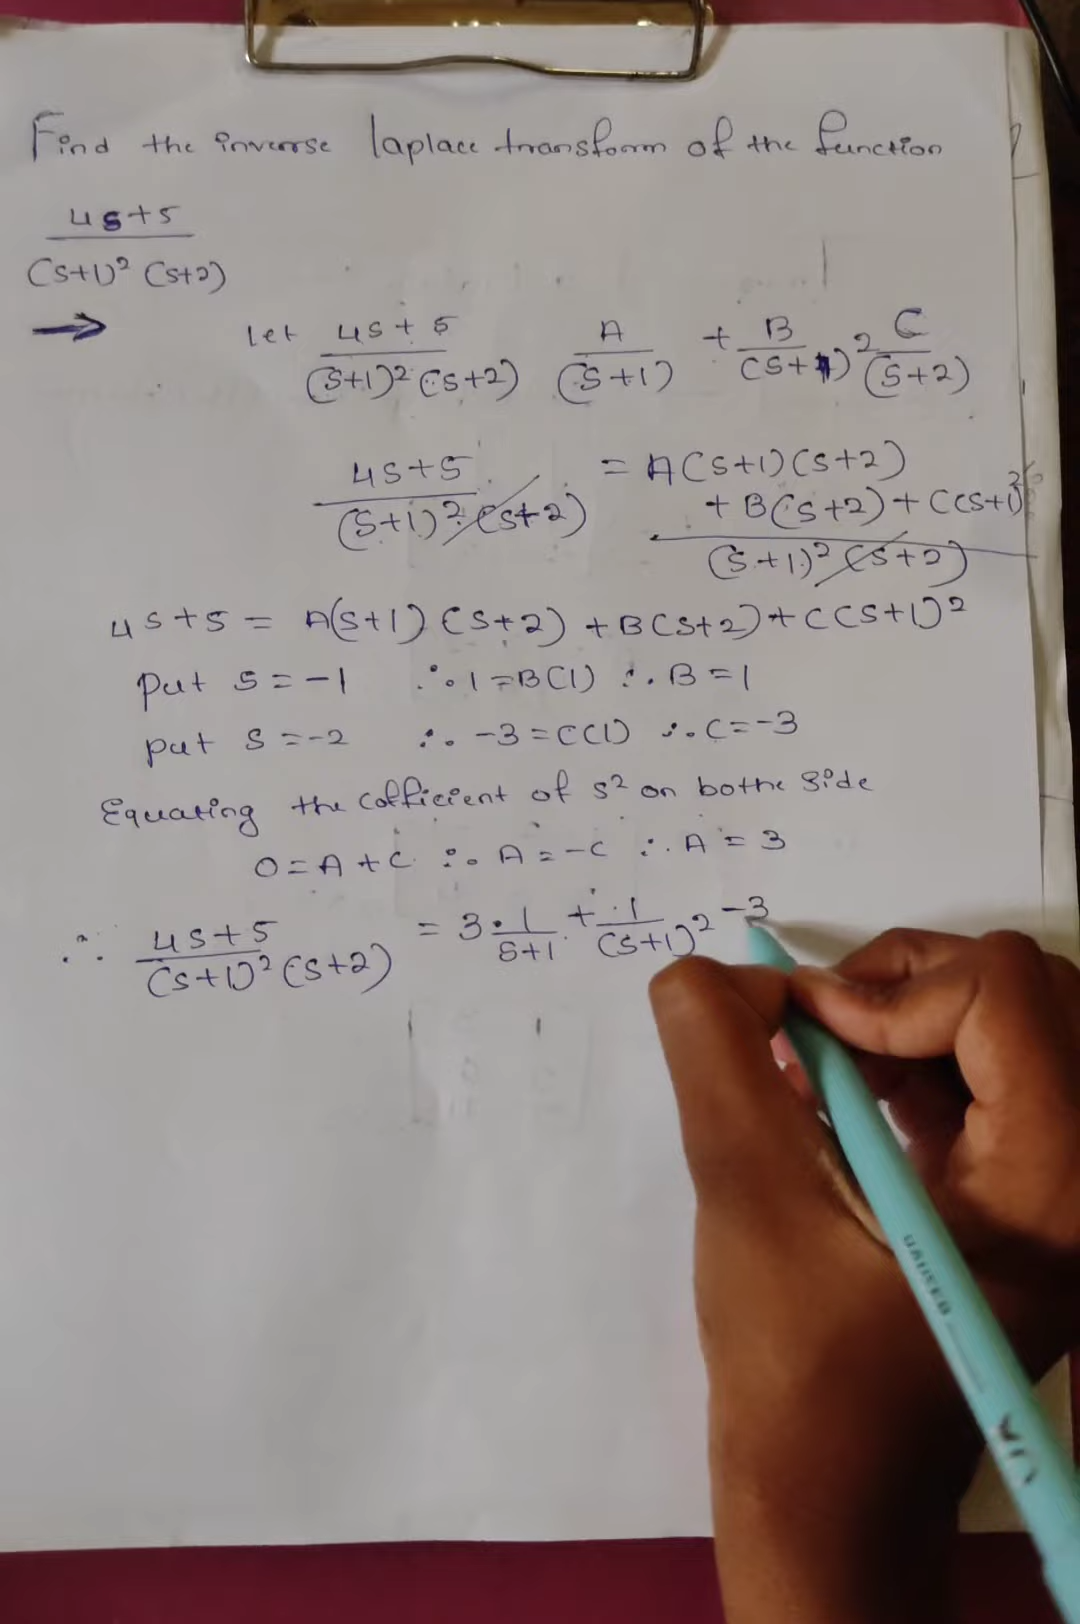 Find the inverse laplace transform of the function
4s+5
(s+1)² (s+2)
→ let 4s+5 / (s+1)² (s+2) A / (s+1) + B / (s+1)² C / (s+2)
4s+5 / (s+1)² (s+2) = A(s+1)(s+2) + B(s+2) + C(s+1)² / (s+1)² (s+2)
4s+5 = A(s+1) (s+2) + B(s+2) + C(s+1)²
put s = -1 ∴ 1 = B(1) ∴ B = 1
put s = -2 ∴ -3 = C(1) ∴ C = -3
Equating the cofficient of s² on bothe side
0 = A + C ∴ A = -C ∴ A = 3
∴ 4s+5 / (s+1)² (s+2) = 3 · 1 / s+1 + 1 / (s+1)² -3